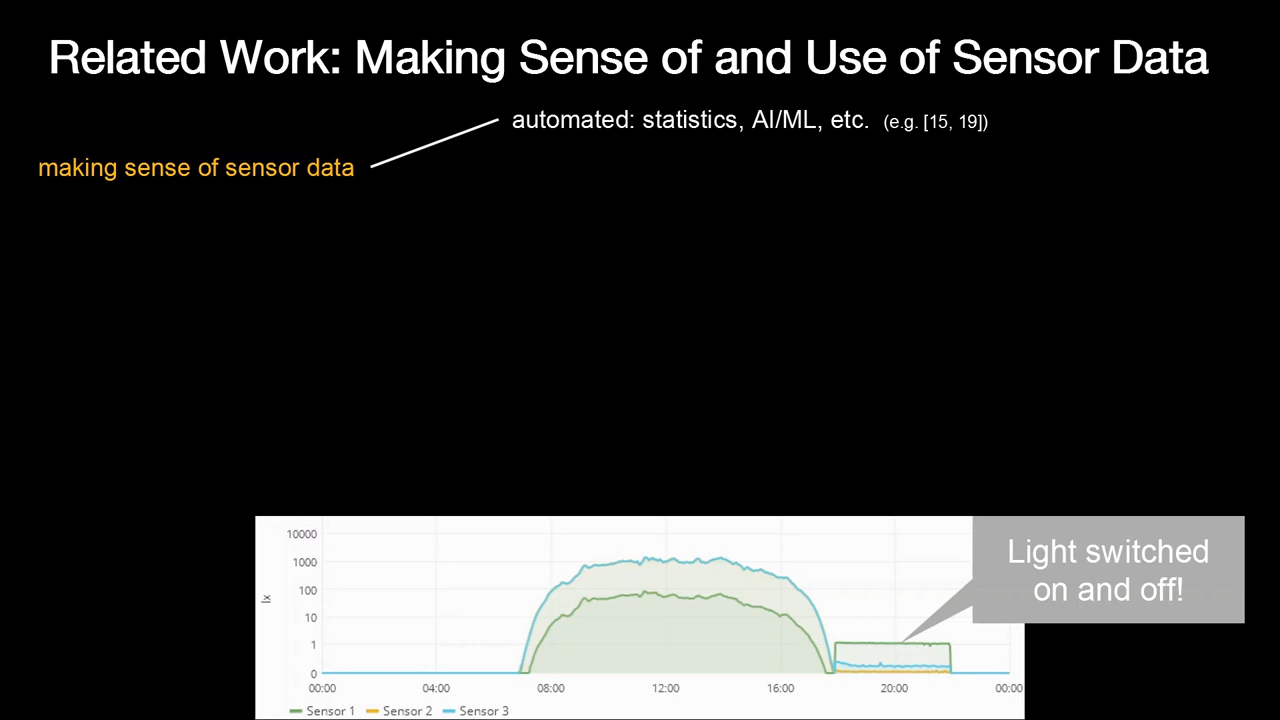 Related Work: Making Sense of and Use of Sensor Data
automated: statistics, AI/ML, etc. (e.g. [15, 19])
making sense of sensor data
Light switched
on and off!
10000
1000
100
10
1
0
lx
00:00 04:00 08:00 12:00 16:00 20:00 00:00
Sensor 1 Sensor 2 Sensor 3